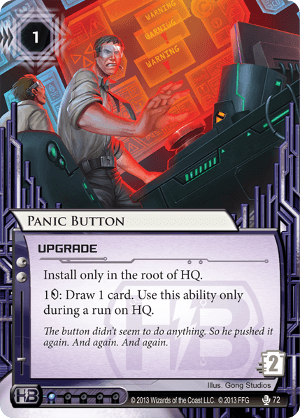 1
WARNING
WARNING
WARNING
PANIC BUTTON
UPGRADE
Install only in the root of HQ.
1: Draw 1 card. Use this ability only
during a run on HQ.
The button didn't seem to do anything. So he pushed it
again. And again. And again.
2
Illus. Gong Studios
HB
© 2013 Wizards of the Coast LLC. © 2013 FFG
72